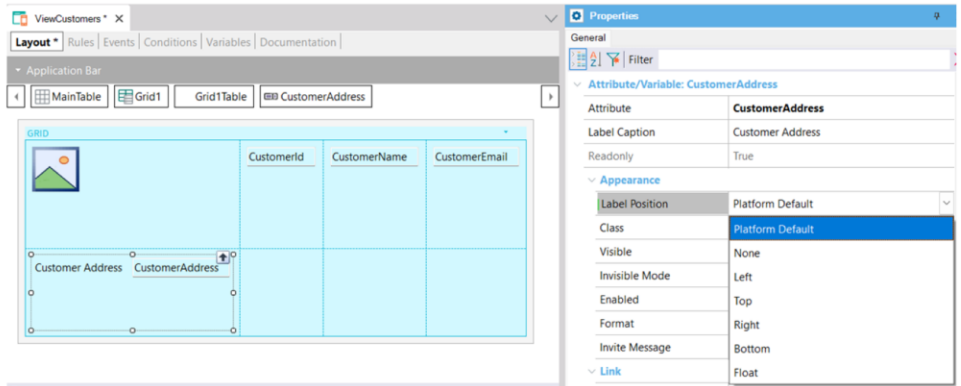 ViewCustomers * X
Layout * Rules Events Conditions Variables Documentation
Application Bar
MainTable Grid1 Grid1Table CustomerAddress
GRID
CustomerId CustomerName CustomerEmail
Customer Address CustomerAddress
Properties
General
Filter
Attribute/Variable: CustomerAddress
Attribute CustomerAddress
Label Caption Customer Address
Readonly True
Appearance
Label Position Platform Default
Class Platform Default
Visible None
Invisible Mode Left
Enabled Top
Format Right
Invite Message Bottom
Link Float